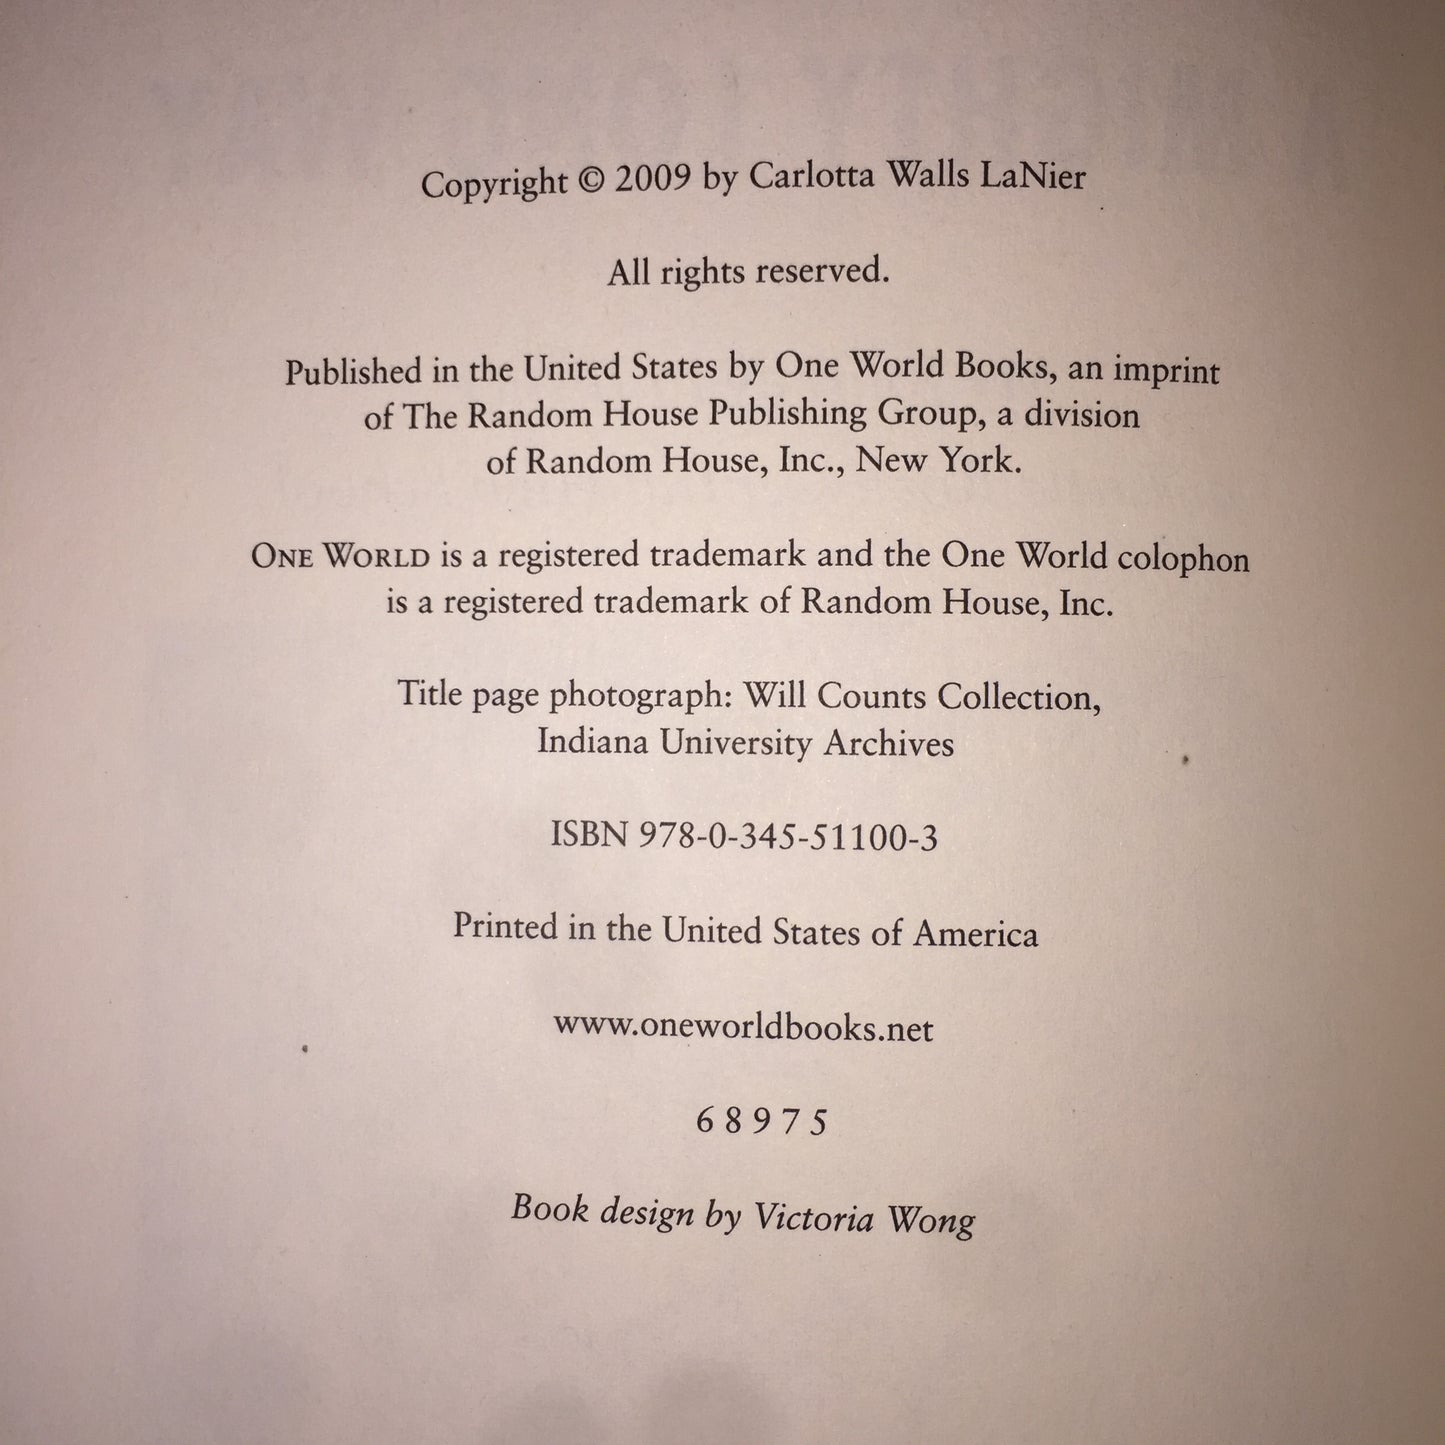 Copyright © 2009 by Carlotta Walls LaNier
All rights reserved.
Published in the United States by One World Books, an imprint
of The Random House Publishing Group, a division
of Random House, Inc., New York.
ONE WORLD is a registered trademark and the One World colophon
is a registered trademark of Random House, Inc.
Title page photograph: Will Counts Collection,
Indiana University Archives
ISBN 978-0-345-51100-3
Printed in the United States of America
www.oneworldbooks.net
6 8 9 7 5
Book design by Victoria Wong